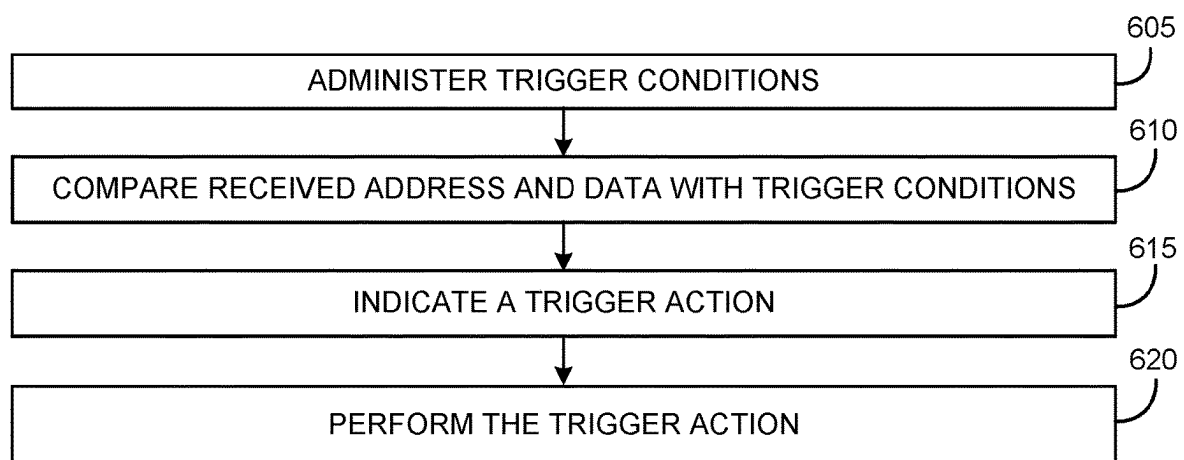 605
ADMINISTER TRIGGER CONDITIONS
610
COMPARE RECEIVED ADDRESS AND DATA WITH TRIGGER CONDITIONS
615
INDICATE A TRIGGER ACTION
620
PERFORM THE TRIGGER ACTION